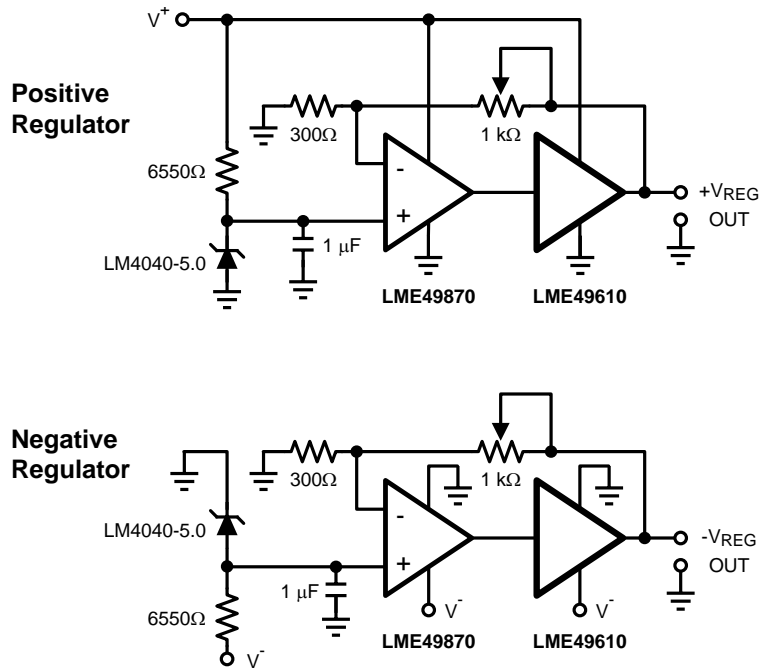 V+
Positive
Regulator
300Ω
1 kΩ
6550Ω
-
+
+VREG
OUT
LM4040-5.0
1 μF
LME49870
LME49610
Negative
Regulator
300Ω
1 kΩ
LM4040-5.0
-
+
-VREG
OUT
1 μF
6550Ω
V-
V-
LME49870
LME49610
V-